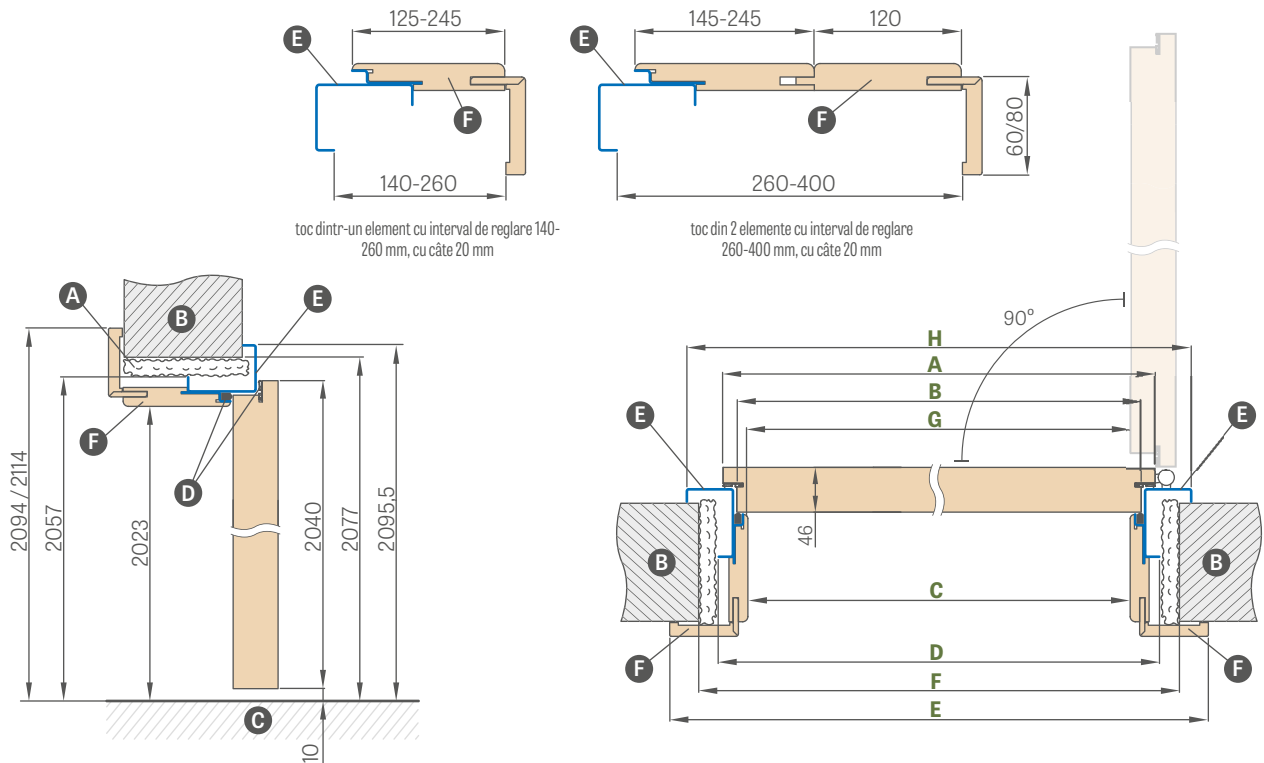 125-245
E
F
140-260
toc dintr-un element cu interval de reglare 140-
260 mm, cu câte 20 mm
145-245
120
E
F
60/80
260-400
toc din 2 elemente cu interval de reglare
260-400 mm, cu câte 20 mm
A
B
E
F
D
C
2094 / 2114
2057
2023
2040
2077
2095,5
10
90°
H
A
B
G
E
E
46
B
B
C
F
F
D
F
E